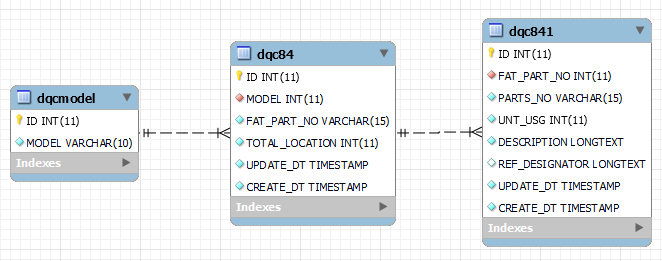 dqcmodel
ID INT(11)
MODEL VARCHAR(10)
Indexes
dqc84
ID INT(11)
MODEL INT(11)
FAT_PART_NO VARCHAR(15)
TOTAL_LOCATION INT(11)
UPDATE_DT TIMESTAMP
CREATE_DT TIMESTAMP
Indexes
dqc841
ID INT(11)
FAT_PART_NO INT(11)
PARTS_NO VARCHAR(15)
UNT_USG INT(11)
DESCRIPTION LONGTEXT
REF_DESIGNATOR LONGTEXT
UPDATE_DT TIMESTAMP
CREATE_DT TIMESTAMP
Indexes